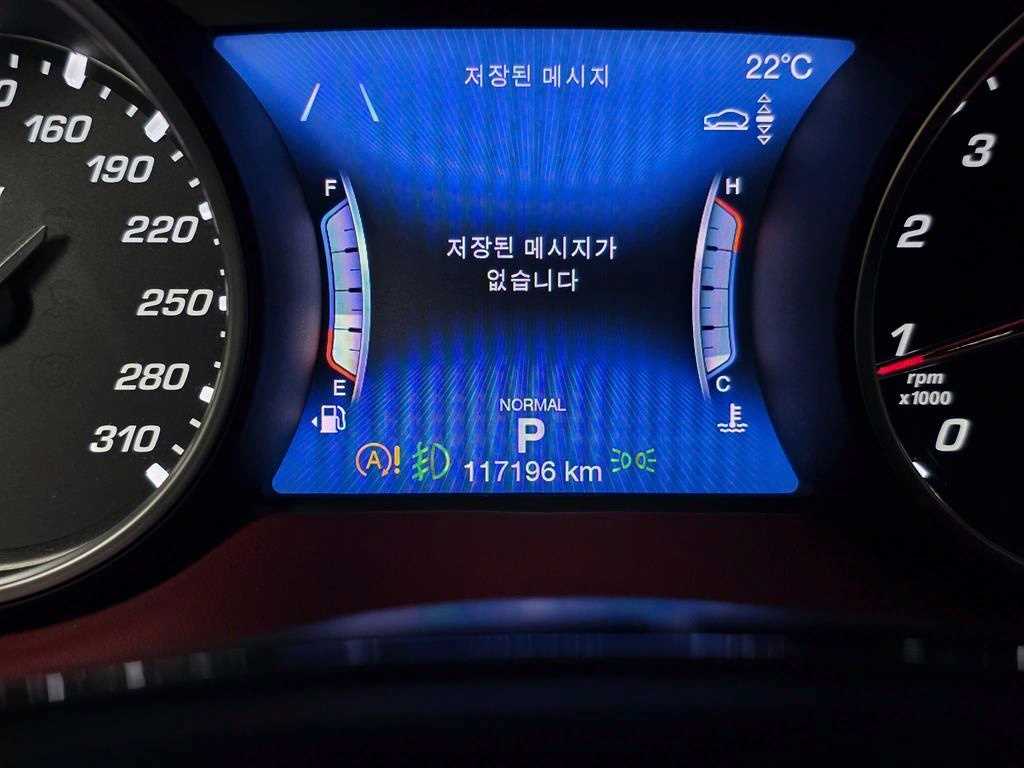 160
190
220
250
280
310
저장된 메시지
22°C
F
E
저장된 메시지가
없습니다
H
C
NORMAL
P
A!
117196 km
3
2
1
rpm
x1000
0